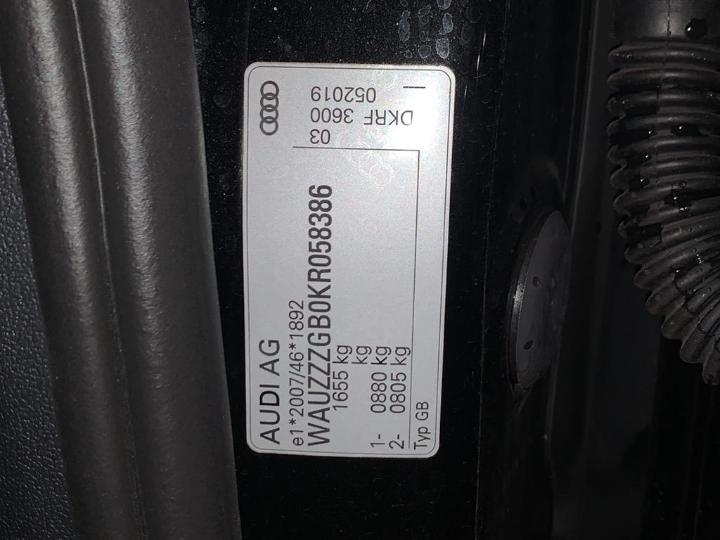 AUDI AG
e1*2007/46*1892
WAUZZZGB0KR058386
1655 kg
kg
1- 0880 kg
2- 0805 kg
Typ GB
03
DKRF 3600
052019